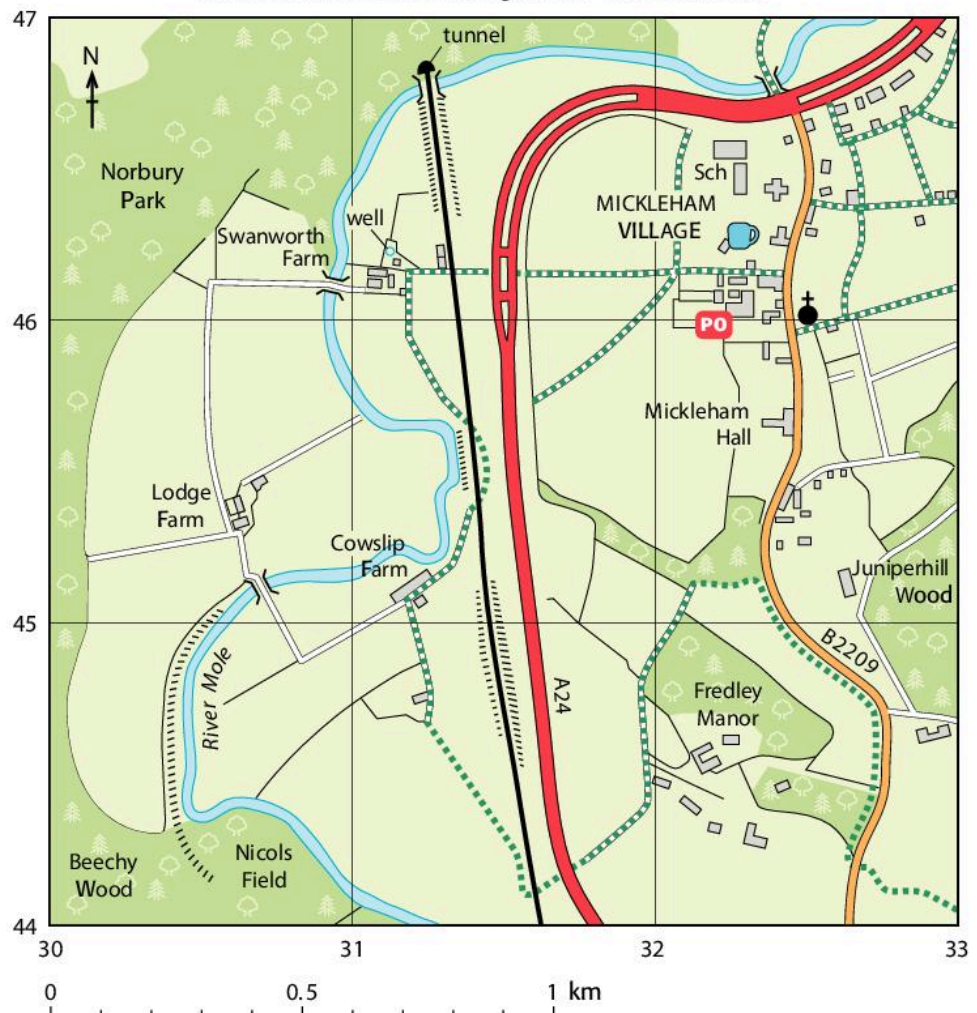 47
tunnel
N
Norbury
Park
Sch
MICKLEHAM
VILLAGE
well
Swanworth
Farm
46
PO
Mickleham
Hall
Lodge
Farm
Cowslip
Farm
Juniperhill
Wood
45
B2209
River Mole
A24
Fredley
Manor
Beechy
Wood
Nicols
Field
44
30
31
32
33
0
0.5
1 km